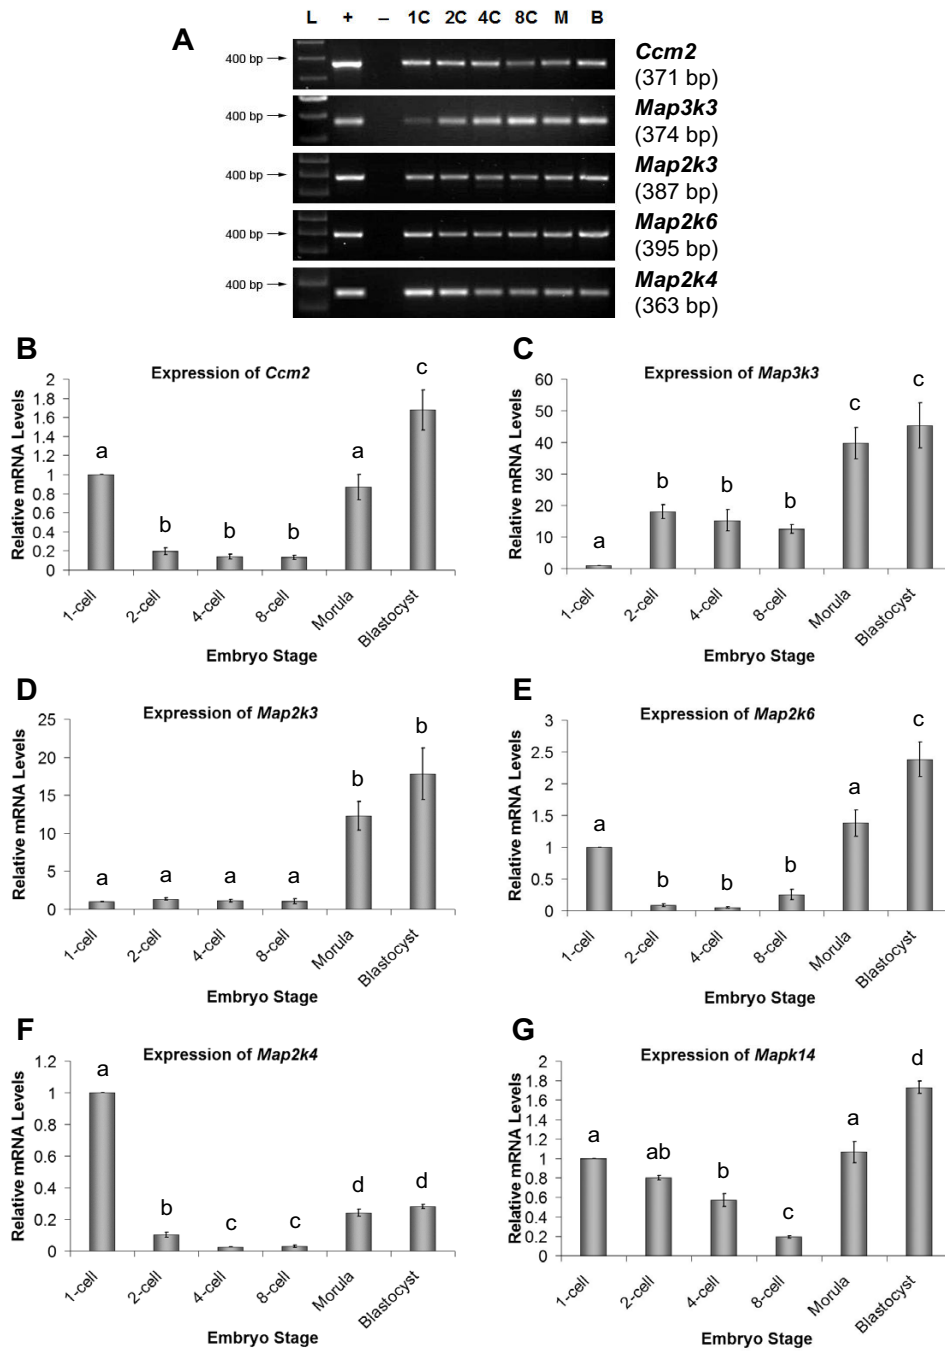 L + – 1C 2C 4C 8C M B
A
400 bp
Ccm2
(371 bp)
400 bp
Map3k3
(374 bp)
400 bp
Map2k3
(387 bp)
400 bp
Map2k6
(395 bp)
400 bp
Map2k4
(363 bp)
B
Expression of Ccm2
Relative mRNA Levels
2
1.8
1.6
1.4
1.2
1
0.8
0.6
0.4
0.2
0
a b b b a c
1-cell 2-cell 4-cell 8-cell Morula Blastocyst
Embryo Stage
C
Expression of Map3k3
Relative mRNA Levels
60
50
40
30
20
10
0
a b b b c c
1-cell 2-cell 4-cell 8-cell Morula Blastocyst
Embryo Stage
D
Expression of Map2k3
Relative mRNA Levels
25
20
15
10
5
0
a a a a b b
1-cell 2-cell 4-cell 8-cell Morula Blastocyst
Embryo Stage
E
Expression of Map2k6
Relative mRNA Levels
3
2.5
2
1.5
1
0.5
0
a b b b a c
1-cell 2-cell 4-cell 8-cell Morula Blastocyst
Embryo Stage
F
Expression of Map2k4
Relative mRNA Levels
1.2
1
0.8
0.6
0.4
0.2
0
a b c c d d
1-cell 2-cell 4-cell 8-cell Morula Blastocyst
Embryo Stage
G
Expression of Mapk14
Relative mRNA Levels
2
1.8
1.6
1.4
1.2
1
0.8
0.6
0.4
0.2
0
a ab b c a d
1-cell 2-cell 4-cell 8-cell Morula Blastocyst
Embryo Stage